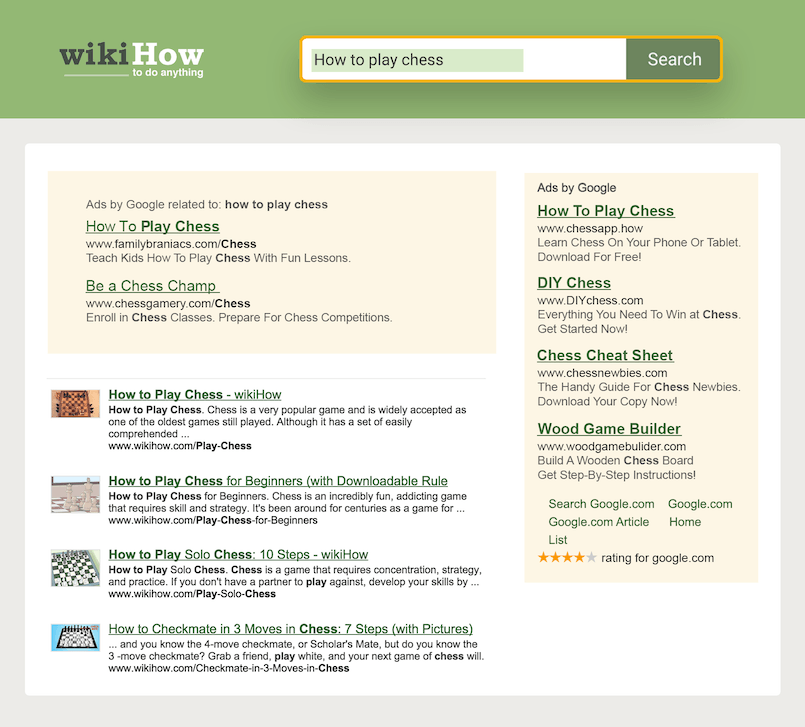 wikiHow
to do anything
How to play chess
Search
Ads by Google related to: how to play chess
How To Play Chess
www.familybraniacs.com/Chess
Teach Kids How To Play Chess With Fun Lessons.
Be a Chess Champ
www.chessgamery.com/Chess
Enroll in Chess Classes. Prepare For Chess Competitions.
How to Play Chess - wikiHow
How to Play Chess. Chess is a very popular game and is widely accepted as
one of the oldest games still played. Although it has a set of easily
comprehended ...
www.wikihow.com/Play-Chess
How to Play Chess for Beginners (with Downloadable Rule
How to Play Chess for Beginners. Chess is an incredibly fun, addicting game
that requires skill and strategy. It's been around for centuries as a game for ...
www.wikihow.com/Play-Chess-for-Beginners
How to Play Solo Chess: 10 Steps - wikiHow
How to Play Solo Chess. Chess is a game that requires concentration, strategy,
and practice. If you don't have a partner to play against, develop your skills by ...
www.wikihow.com/Play-Solo-Chess
How to Checkmate in 3 Moves in Chess: 7 Steps (with Pictures)
... and you know the 4-move checkmate, or Scholar's Mate, but do you know the
3 -move checkmate? Grab a friend, play white, and your next game of chess will.
www.wikihow.com/Checkmate-in-3-Moves-in-Chess
Ads by Google
How To Play Chess
www.chessapp.how
Learn Chess On Your Phone Or Tablet.
Download For Free!
DIY Chess
www.DIYchess.com
Everything You Need To Win at Chess.
Get Started Now!
Chess Cheat Sheet
www.chessnewbies.com
The Handy Guide For Chess Newbies.
Download Your Copy Now!
Wood Game Builder
www.woodgamebulider.com
Build A Wooden Chess Board
Get Step-By-Step Instructions!
Search Google.com Google.com
Google.com Article Home
List
rating for google.com